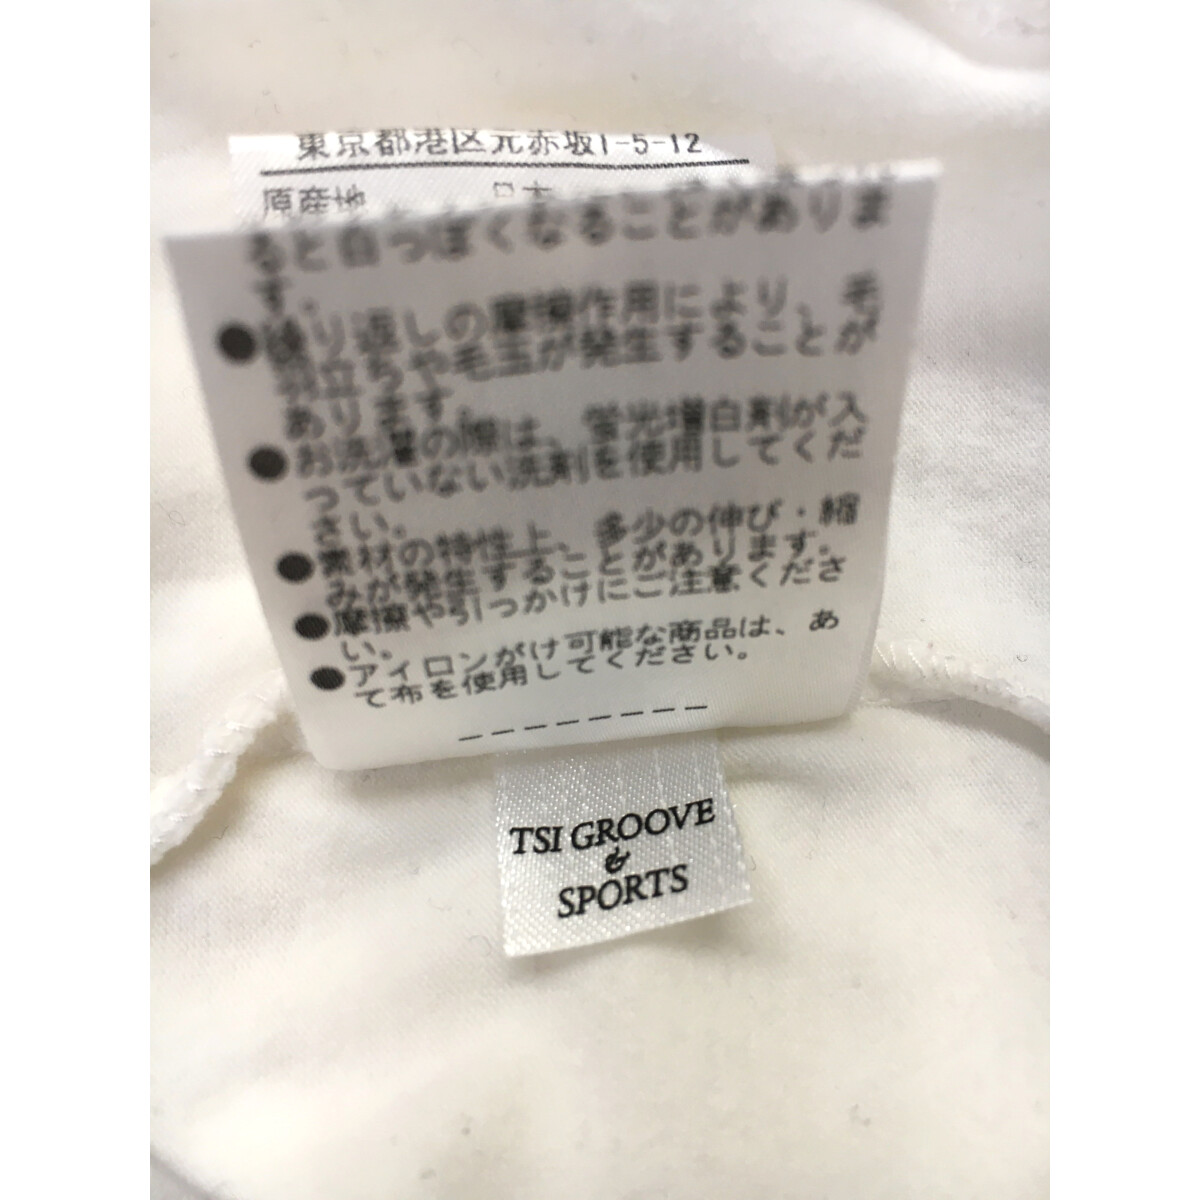 東京都港区元赤坂1-5-12
原産地 日本
ると白っぽくなることがありま
す。
●繰り返しの摩擦作用により、毛
羽立ちや毛玉が発生することが
あります。
●お洗濯の際は、蛍光増白剤が入
っていない洗剤を使用してくだ
さい。
●素材の特性上、多少の伸び・縮
みが発生することがあります。
●摩擦や引っかけにご注意くださ
い。
●アイロンがけ可能な商品は、あ
て布を使用してください。
--------
TSI GROOVE
&
SPORTS